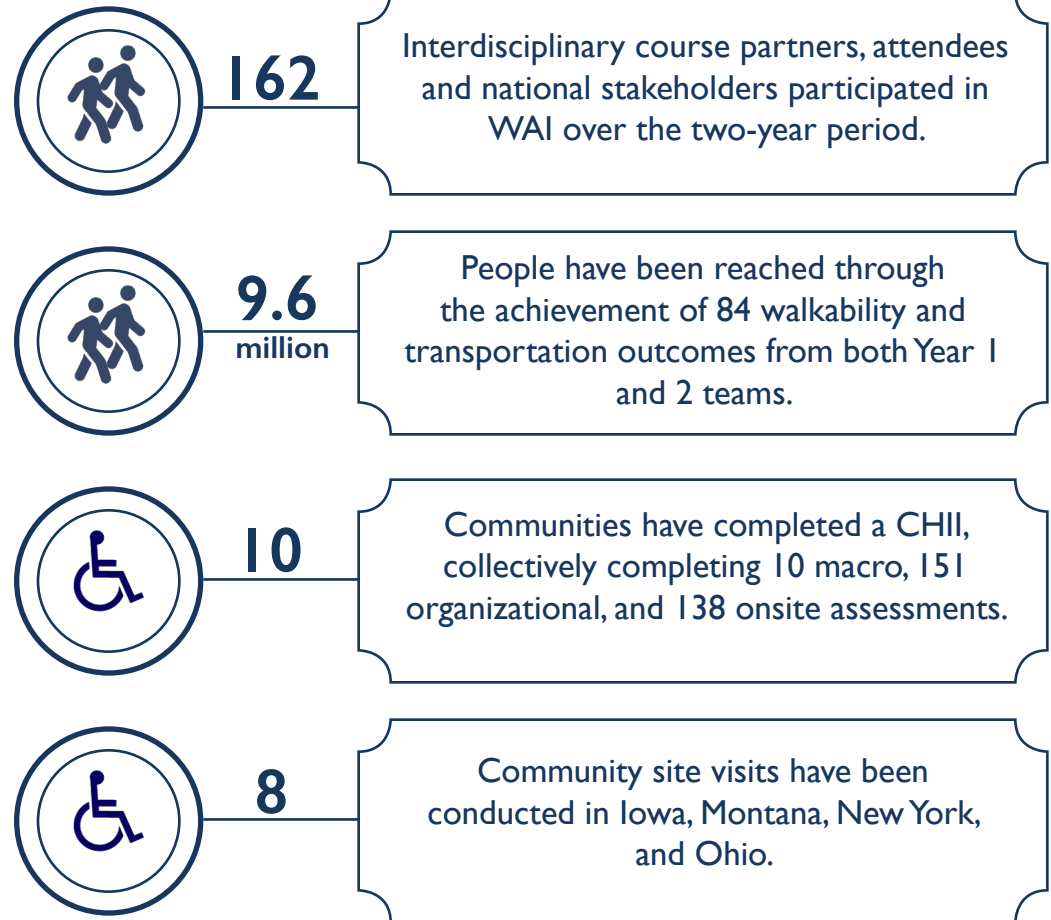 162
Interdisciplinary course partners, attendees
and national stakeholders participated in
WAI over the two-year period.
9.6
million
People have been reached through
the achievement of 84 walkability and
transportation outcomes from both Year 1
and 2 teams.
10
Communities have completed a CHII,
collectively completing 10 macro, 151
organizational, and 138 onsite assessments.
8
Community site visits have been
conducted in Iowa, Montana, New York,
and Ohio.